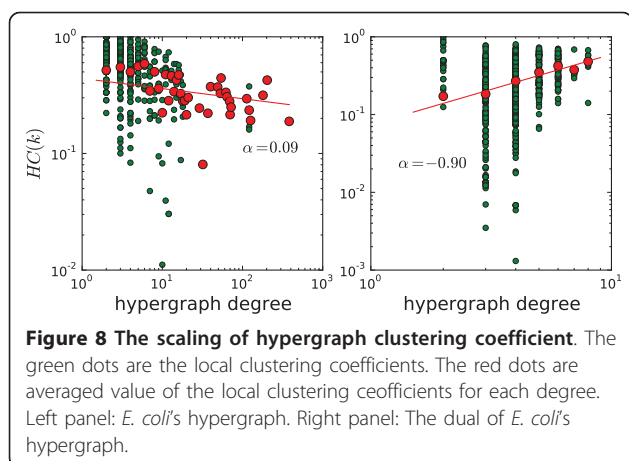 10^0
10^-1
10^-2
HC(k)
α=0.09
10^0 10^1 10^2 10^3
hypergraph degree
10^0
10^-1
10^-2
10^-3
α=−0.90
10^0 10^1
hypergraph degree
Figure 8 The scaling of hypergraph clustering coefficient. The
green dots are the local clustering coefficients. The red dots are
averaged value of the local clustering ceofficients for each degree.
Left panel: E. coli's hypergraph. Right panel: The dual of E. coli's
hypergraph.